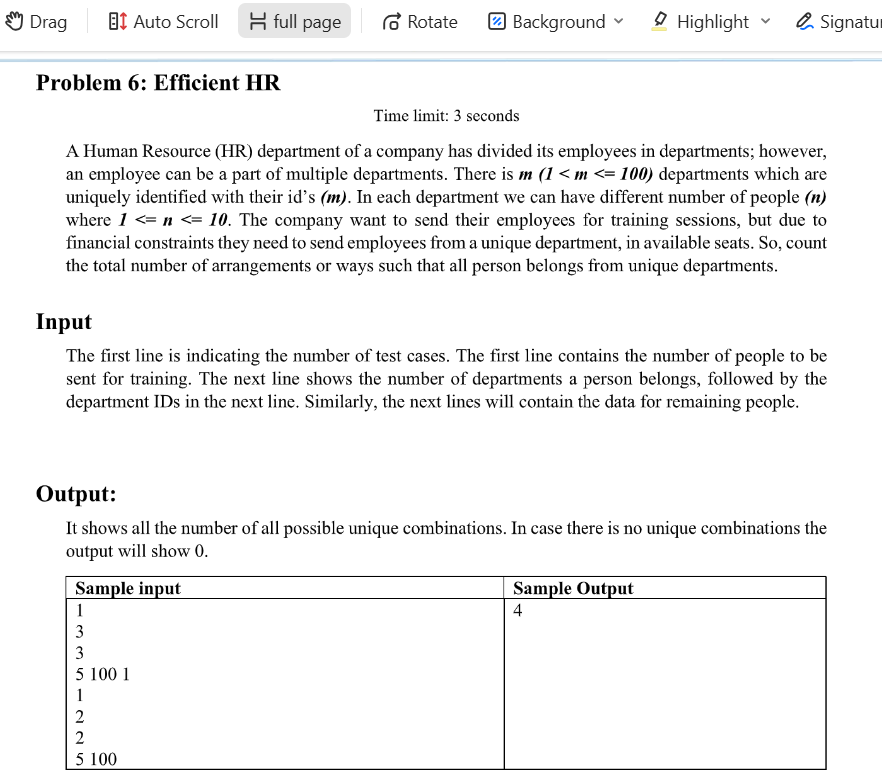 Drag Auto Scroll full page Rotate Background Highlight Signatur
Problem 6: Efficient HR
Time limit: 3 seconds
A Human Resource (HR) department of a company has divided its employees in departments; however,
an employee can be a part of multiple departments. There is m (1 < m <= 100) departments which are
uniquely identified with their id’s (m). In each department we can have different number of people (n)
where 1 <= n <= 10. The company want to send their employees for training sessions, but due to
financial constraints they need to send employees from a unique department, in available seats. So, count
the total number of arrangements or ways such that all person belongs from unique departments.
Input
The first line is indicating the number of test cases. The first line contains the number of people to be
sent for training. The next line shows the number of departments a person belongs, followed by the
department IDs in the next line. Similarly, the next lines will contain the data for remaining people.
Output:
It shows all the number of all possible unique combinations. In case there is no unique combinations the
output will show 0.
Sample input Sample Output
1 4
3
3
5 100 1
1
2
2
5 100